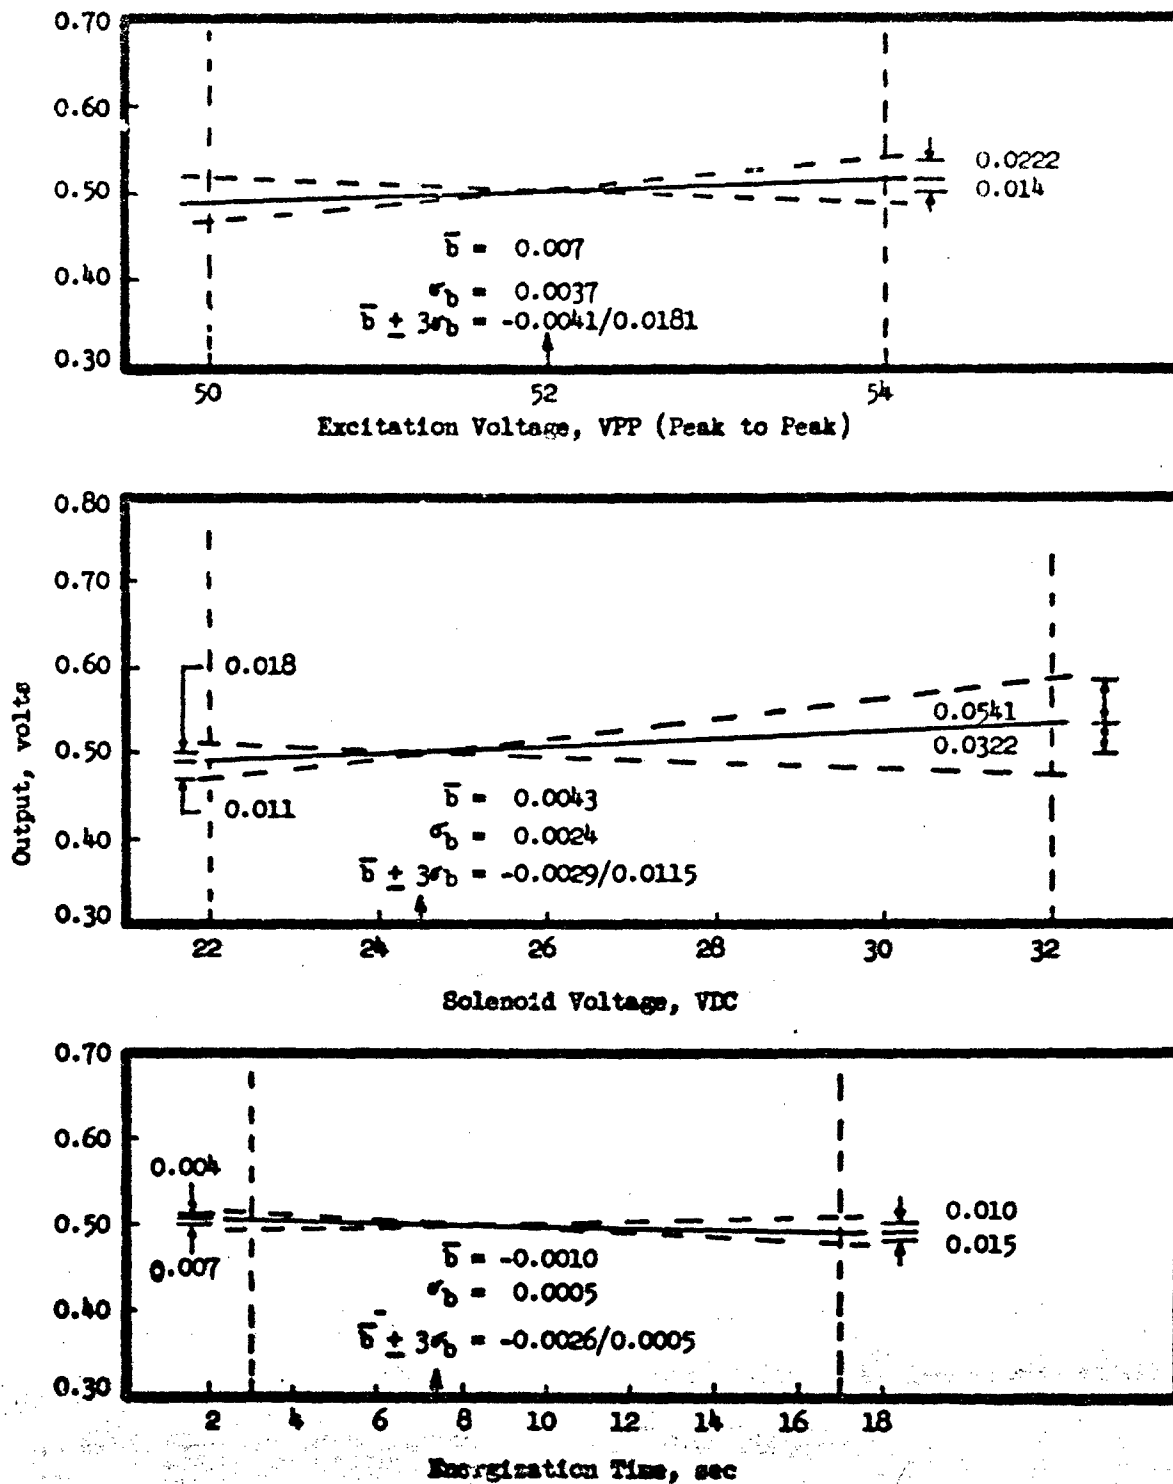 0.70
0.60
0.50
0.40
0.30
0.0222
0.014
b̄ = 0.007
σb = 0.0037
b̄ ± 3σb = -0.0041/0.0181
50 52 54
Excitation Voltage, VPP (Peak to Peak)
Output, volts
0.80
0.70
0.60
0.50
0.40
0.30
0.018
0.011
0.0541
0.0322
b̄ = 0.0043
σb = 0.0024
b̄ ± 3σb = -0.0029/0.0115
22 24 26 28 30 32
Solenoid Voltage, VDC
0.70
0.60
0.50
0.40
0.30
0.004
0.007
0.010
0.015
b̄ = -0.0010
σb = 0.0005
b̄ ± 3σb = -0.0026/0.0005
2 4 6 8 10 12 14 16 18
Energization Time, sec